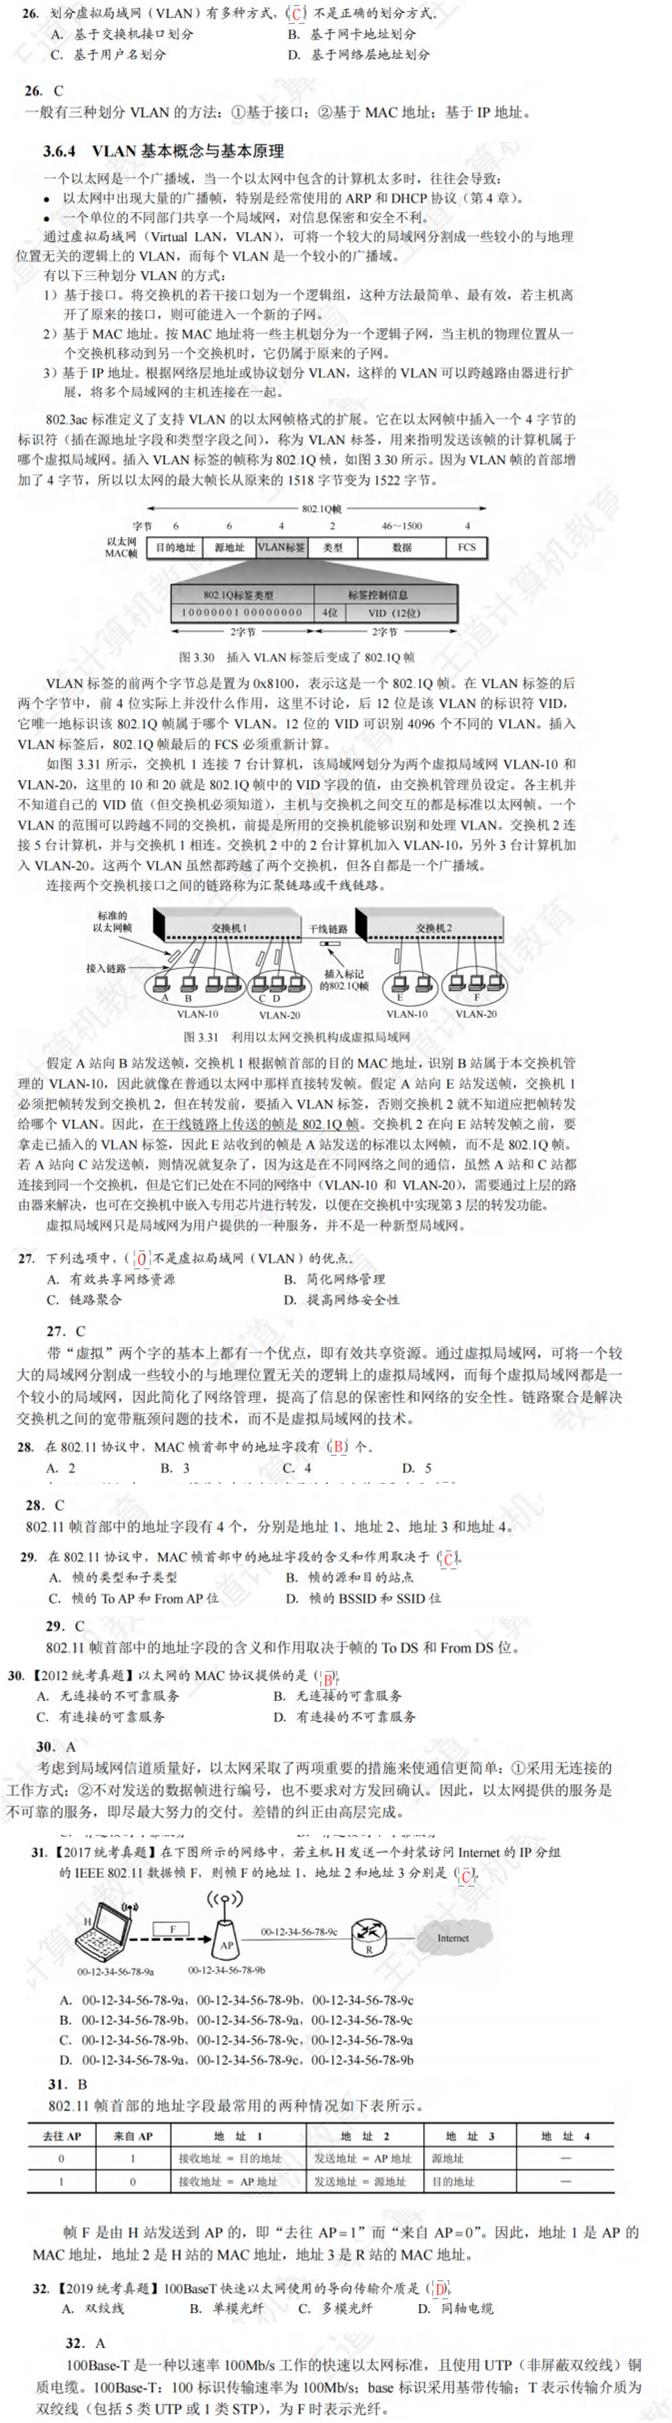 26. 划分虚拟局域网（VLAN）有多种方式，（C）不是正确的划分方式。
A. 基于交换机接口划分 B. 基于网卡地址划分
C. 基于用户名划分 D. 基于网络层地址划分
26. C
一般有三种划分 VLAN 的方法：①基于接口；②基于 MAC 地址；基于 IP 地址。
3.6.4 VLAN 基本概念与基本原理
一个以太网是一个广播域，当一个以太网中包含的计算机太多时，往往会导致：
• 以太网中出现大量的广播帧，特别是经常使用的 ARP 和 DHCP 协议（第 4 章）。
• 一个单位的不同部门共享一个局域网，对信息保密和安全不利。
通过虚拟局域网（Virtual LAN，VLAN），可将一个较大的局域网分割成一些较小的与地理
位置无关的逻辑上的 VLAN，而每个 VLAN 是一个较小的广播域。
有以下三种划分 VLAN 的方式：
1）基于接口。将交换机的若干接口划为一个逻辑组，这种方法最简单、最有效，若主机离
开了原来的接口，则可能进入一个新的子网。
2）基于 MAC 地址。按 MAC 地址将一些主机划分为一个逻辑子网，当主机的物理位置从一
个交换机移动到另一个交换机时，它仍属于原来的子网。
3）基于 IP 地址。根据网络层地址或协议划分 VLAN，这样的 VLAN 可以跨越路由器进行扩
展，将多个局域网的主机连接在一起。
802.3ac 标准定义了支持 VLAN 的以太网帧格式的扩展。它在以太网帧中插入一个 4 字节的
标识符（插在源地址字段和类型字段之间），称为 VLAN 标签，用来指明发送该帧的计算机属于
哪个虚拟局域网。插入 VLAN 标签的帧称为 802.1Q 帧，如图 3.30 所示。因为 VLAN 帧的首部增
加了 4 字节，所以以太网的最大帧长从原来的 1518 字节变为 1522 字节。
802.1Q帧
字节 6 6 4 2 46～1500 4
以太网
MAC帧
目的地址 源地址 VLAN标签 类型 数据 FCS
802.1Q标签类型 标签控制信息
10000001 00000000 4位 VID（12位）
2字节 2字节
图 3.30 插入 VLAN 标签后变成了 802.1Q 帧
VLAN 标签的前两个字节总是置为 0x8100，表示这是一个 802.1Q 帧。在 VLAN 标签的后
两个字节中，前 4 位实际上并没什么作用，这里不讨论，后 12 位是该 VLAN 的标识符 VID，
它唯一地标识该 802.1Q 帧属于哪个 VLAN。12 位的 VID 可识别 4096 个不同的 VLAN。插入
VLAN 标签后，802.1Q 帧最后的 FCS 必须重新计算。
如图 3.31 所示，交换机 1 连接 7 台计算机，该局域网划分为两个虚拟局域网 VLAN-10 和
VLAN-20，这里的 10 和 20 就是 802.1Q 帧中的 VID 字段的值，由交换机管理员设定。各主机并
不知道自己的 VID 值（但交换机必须知道），主机与交换机之间交互的都是标准以太网帧。一个
VLAN 的范围可以跨越不同的交换机，前提是所用的交换机能够识别和处理 VLAN。交换机 2 连
接 5 台计算机，并与交换机 1 相连。交换机 2 中的 2 台计算机加入 VLAN-10，另外 3 台计算机加
入 VLAN-20。这两个 VLAN 虽然都跨越了两个交换机，但各自都是一个广播域。
连接两个交换机接口之间的链路称为汇聚链路或干线链路。
标准的
以太网帧
交换机1 干线链路 交换机2
接入链路
插入标记
的802.1Q帧
A B C D E F
VLAN-10 VLAN-20 VLAN-10 VLAN-20
图 3.31 利用以太网交换机构成虚拟局域网
假定 A 站向 B 站发送帧，交换机 1 根据帧首部的目的 MAC 地址，识别 B 站属于本交换机管
理的 VLAN-10，因此就像在普通以太网中那样直接转发帧。假定 A 站向 E 站发送帧，交换机 1
必须把帧转发到交换机 2，但在转发前，要插入 VLAN 标签，否则交换机 2 就不知道应把帧转发
给哪个 VLAN。因此，在干线链路上传送的帧是 802.1Q 帧。交换机 2 在向 E 站转发帧之前，要
拿走已插入的 VLAN 标签，因此 E 站收到的帧是 A 站发送的标准以太网帧，而不是 802.1Q 帧。
若 A 站向 C 站发送帧，则情况就复杂了，因为这是在不同网络之间的通信，虽然 A 站和 C 站都
连接到同一个交换机，但是它们已处在不同的网络中（VLAN-10 和 VLAN-20），需要通过上层的路
由器来解决，也可在交换机中嵌入专用芯片进行转发，以便在交换机中实现第 3 层的转发功能。
虚拟局域网只是局域网为用户提供的一种服务，并不是一种新型局域网。
27. 下列选项中，（ ）不是虚拟局域网（VLAN）的优点。
A. 有效共享网络资源 B. 简化网络管理
C. 链路聚合 D. 提高网络安全性
27. C
带“虚拟”两个字的基本上都有一个优点，即有效共享资源。通过虚拟局域网，可将一个较
大的局域网分割成一些较小的与地理位置无关的逻辑上的虚拟局域网，而每个虚拟局域网都是一
个较小的局域网，因此简化了网络管理，提高了信息的保密性和网络的安全性。链路聚合是解决
交换机之间的宽带瓶颈问题的技术，而不是虚拟局域网的技术。
28. 在 802.11 协议中，MAC 帧首部中的地址字段有（B）个。
A. 2 B. 3 C. 4 D. 5
28. C
802.11 帧首部中的地址字段有 4 个，分别是地址 1、地址 2、地址 3 和地址 4。
29. 在 802.11 协议中，MAC 帧首部中的地址字段的含义和作用取决于（C）。
A. 帧的类型和子类型 B. 帧的源和目的站点
C. 帧的 To AP 和 From AP 位 D. 帧的 BSSID 和 SSID 位
29. C
802.11 帧首部中的地址字段的含义和作用取决于帧的 To DS 和 From DS 位。
30. 【2012 统考真题】以太网的 MAC 协议提供的是（B）。
A. 无连接的不可靠服务 B. 无连接的可靠服务
C. 有连接的可靠服务 D. 有连接的不可靠服务
30. A
考虑到局域网信道质量好，以太网采取了两项重要的措施来使通信更简单：①采用无连接的
工作方式；②不对发送的数据帧进行编号，也不要求对方发回确认。因此，以太网提供的服务是
不可靠的服务，即尽最大努力的交付。差错的纠正由高层完成。
31. 【2017 统考真题】在下图所示的网络中，若主机 H 发送一个封装访问 Internet 的 IP 分组
的 IEEE 802.11 数据帧 F，则帧 F 的地址 1、地址 2 和地址 3 分别是（C）。
H F AP 00-12-34-56-78-9c R Internet
00-12-34-56-78-9a 00-12-34-56-78-9b
A. 00-12-34-56-78-9a，00-12-34-56-78-9b，00-12-34-56-78-9c
B. 00-12-34-56-78-9b，00-12-34-56-78-9a，00-12-34-56-78-9c
C. 00-12-34-56-78-9b，00-12-34-56-78-9c，00-12-34-56-78-9a
D. 00-12-34-56-78-9a，00-12-34-56-78-9c，00-12-34-56-78-9b
31. B
802.11 帧首部的地址字段最常用的两种情况如下表所示。
去往 AP 来自 AP 地 址 1 地 址 2 地 址 3 地 址 4
0 1 接收地址 = 目的地址 发送地址 = AP 地址 源地址 —
1 0 接收地址 = AP 地址 发送地址 = 源地址 目的地址 —
帧 F 是由 H 站发送到 AP 的，即“去往 AP=1”而“来自 AP=0”。因此，地址 1 是 AP 的
MAC 地址，地址 2 是 H 站的 MAC 地址，地址 3 是 R 站的 MAC 地址。
32. 【2019 统考真题】100BaseT 快速以太网使用的导向传输介质是（D）。
A. 双绞线 B. 单模光纤 C. 多模光纤 D. 同轴电缆
32. A
100Base-T 是一种以速率 100Mb/s 工作的快速以太网标准，且使用 UTP（非屏蔽双绞线）铜
质电缆。100Base-T：100 标识传输速率为 100Mb/s；base 标识采用基带传输；T 表示传输介质为
双绞线（包括 5 类 UTP 或 1 类 STP），为 F 时表示光纤。